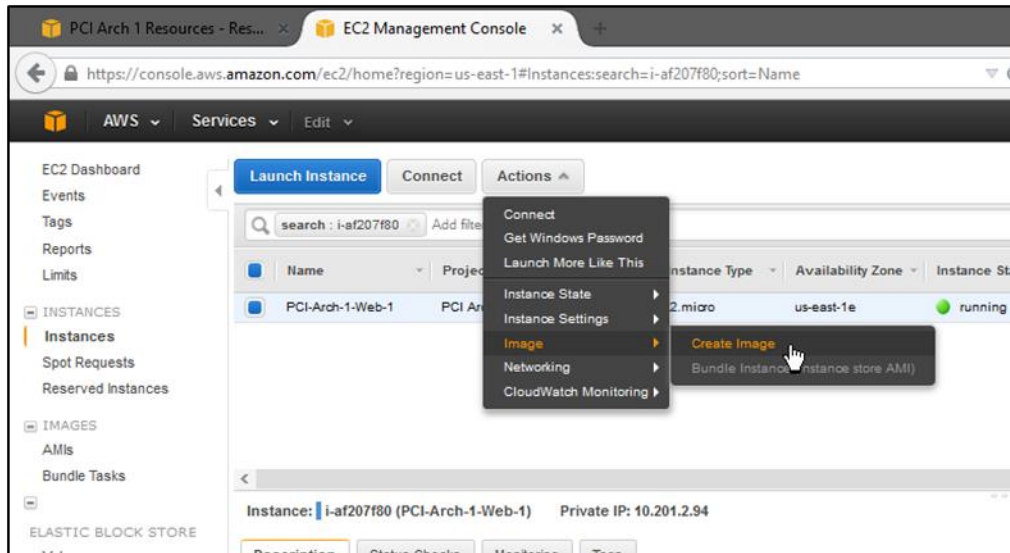 PCI Arch 1 Resources - Res... ×
EC2 Management Console ×
+
https://console.aws.amazon.com/ec2/home?region=us-east-1#Instances:search=i-af207f80;sort=Name
AWS Services Edit
EC2 Dashboard
Events
Tags
Reports
Limits
INSTANCES
Instances
Spot Requests
Reserved Instances
IMAGES
AMIs
Bundle Tasks
ELASTIC BLOCK STORE
Launch Instance Connect Actions
search : i-af207f80 Add filte
Name Projec nstance Type Availability Zone Instance St
PCI-Arch-1-Web-1 PCI Ar 2.micro us-east-1e running
Connect
Get Windows Password
Launch More Like This
Instance State
Instance Settings
Image
Networking
CloudWatch Monitoring
Create Image
Bundle Instance (instance store AMI)
Instance: i-af207f80 (PCI-Arch-1-Web-1) Private IP: 10.201.2.94
Description Status Checks Monitoring Tags